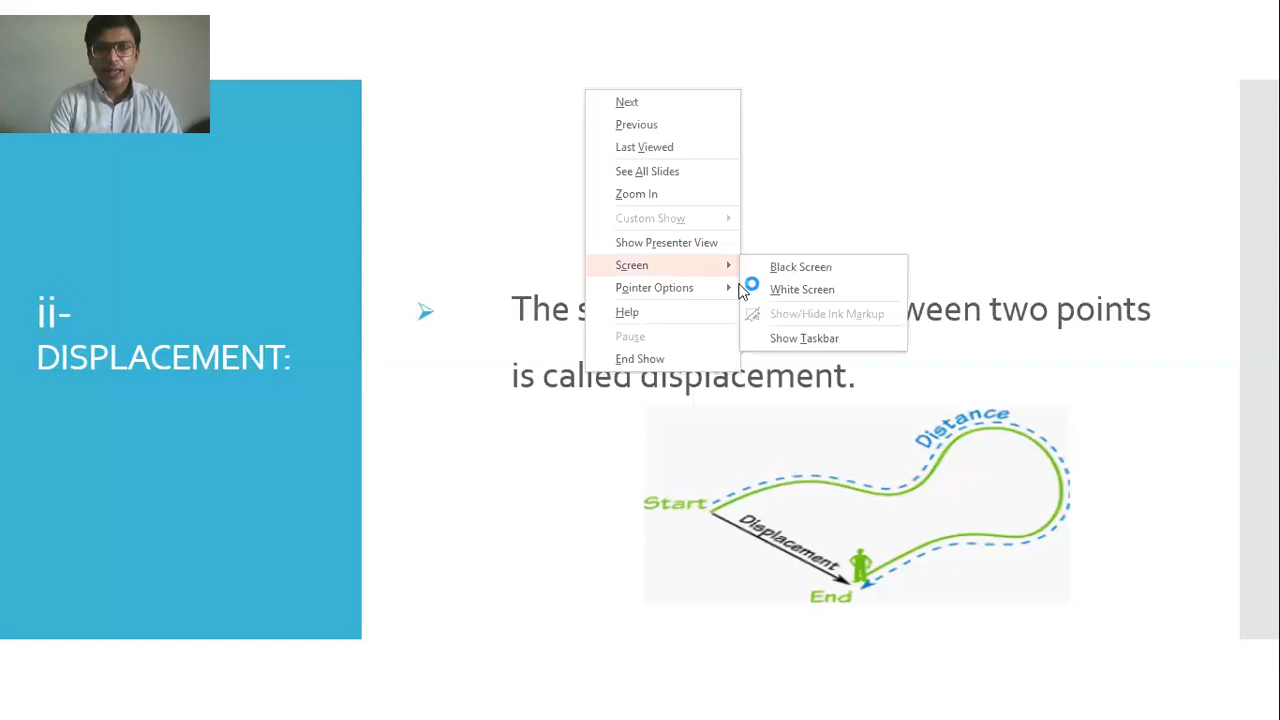 ii-
DISPLACEMENT:
Next
Previous
Last Viewed
See All Slides
Zoom In
Custom Show
Show Presenter View
Screen
Pointer Options
Help
Pause
End Show
Black Screen
White Screen
Show/Hide Ink Markup
Show Taskbar
The two points
is called displacement.
Distance
Start
Displacement
End